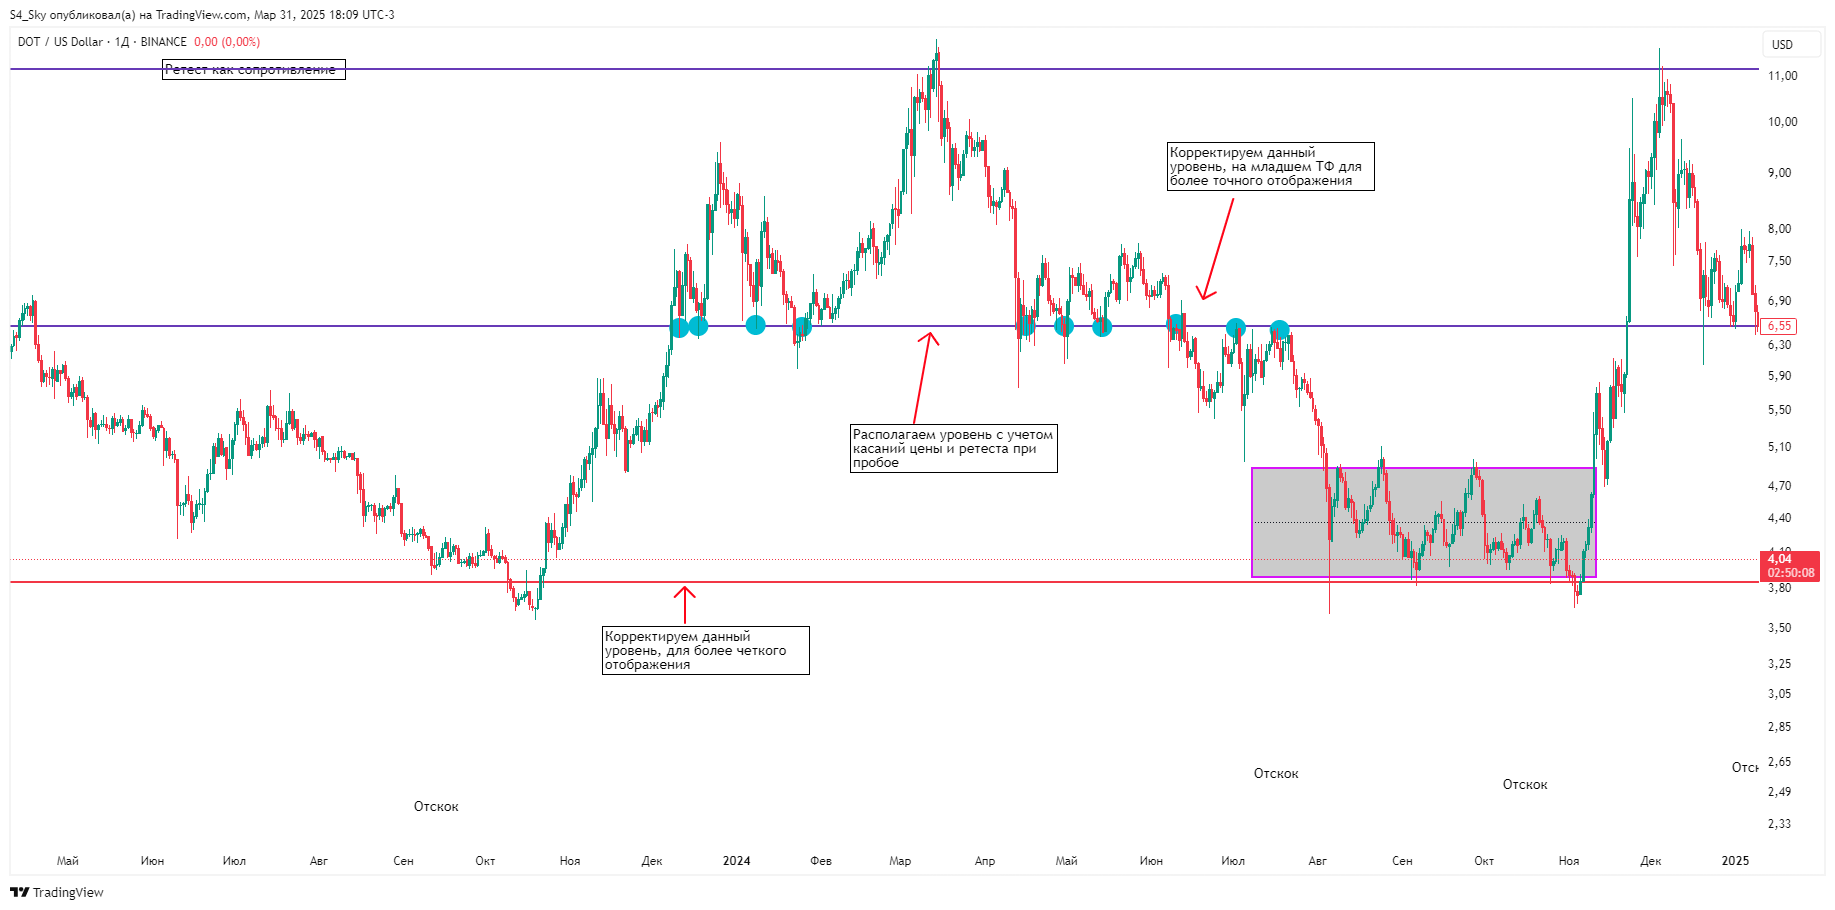 S4_Sky опубликовал(а) на TradingView.com, Мар 31, 2025 18:09 UTC-3
DOT / US Dollar · 1Д · BINANCE 0,00 (0,00%)
USD
Ретест как сопротивление
11,00
10,00
9,00
8,00
7,50
6,90
6,55
6,30
5,90
5,50
5,10
4,70
4,40
4,10
4,04
02:50:08
3,80
3,50
3,25
3,05
2,85
2,65
2,49
2,33
Корректируем данный
уровень, на младшем ТФ для
более точного отображения
Располагаем уровень с учетом
касаний цены и ретеста при
пробое
Корректируем данный
уровень, для более четкого
отображения
Отскок
Отскок
Отскок
Отск
Май Июн Июл Авг Сен Окт Ноя Дек 2024 Фев Мар Апр Май Июн Июл Авг Сен Окт Ноя Дек 2025
TradingView